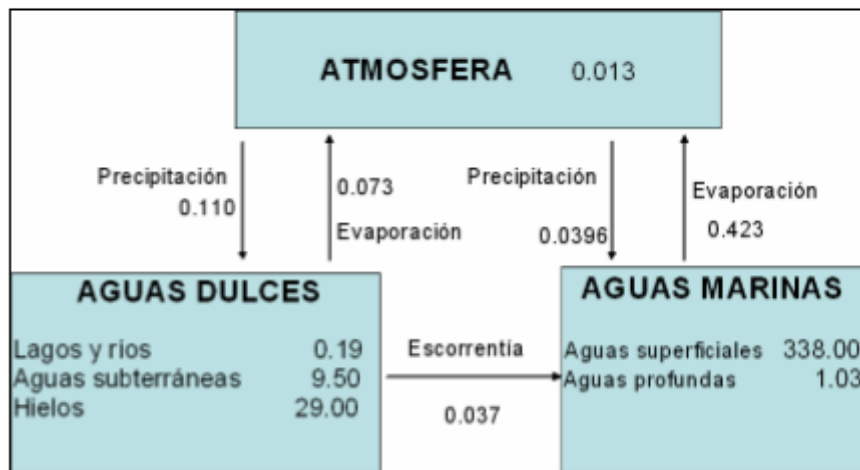 ATMOSFERA 0.013
Precipitación
0.110
0.073
Evaporación
Precipitación
0.0396
Evaporación
0.423
AGUAS DULCES
Lagos y rios 0.19
Aguas subterráneas 9.50
Hielos 29.00
Escorrentía
0.037
AGUAS MARINAS
Aguas superficiales 338.00
Aguas profundas 1.03